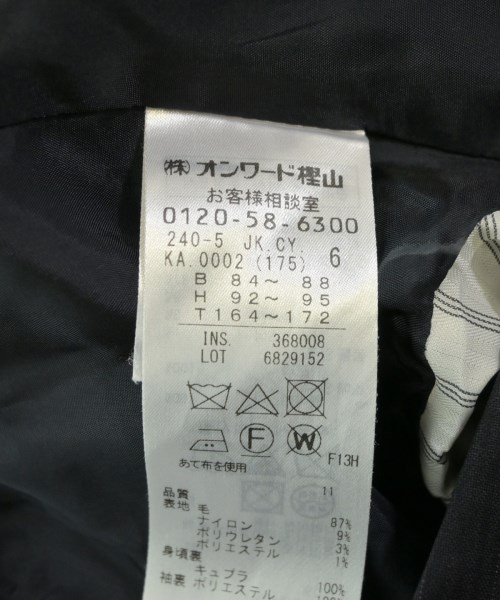 (株)オンワード樫山
お客様相談室
0120-58-6300
240-5 JK.CY. 6
KA.0002 (175)
B 84〜 88
H 92〜 95
T 164〜172
INS. 368008
LOT 6829152
F W
あて布を使用 F13H
品質 11
表地 毛 87%
ナイロン 9%
ポリウレタン 3%
ポリエステル 1%
身頃裏
キュプラ 100%
袖裏 ポリエステル 100%